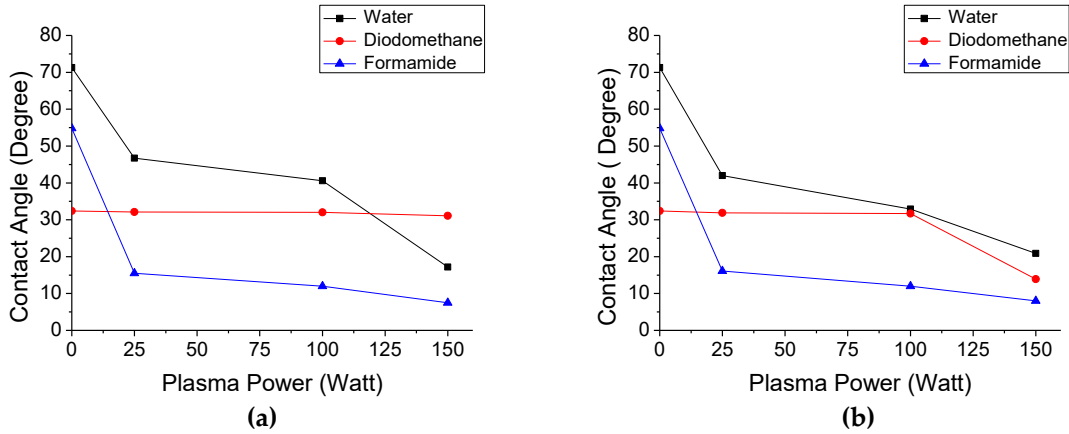 Water
Diodomethane
Formamide
80
70
60
50
40
30
20
10
0
Contact Angle (Degree)
0 25 50 75 100 125 150
Plasma Power (Watt)
(a)
Water
Diodomethane
Formamide
80
70
60
50
40
30
20
10
0
Contact Angle ( Degree)
0 25 50 75 100 125 150
Plasma Power (Watt)
(b)